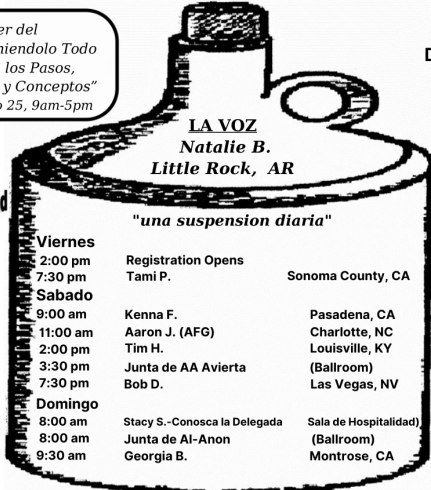 er del
niendolo Todo
los Pasos,
y Conceptos”
o 25, 9am-5pm
D
d
LA VOZ
Natalie B.
Little Rock, AR
"una suspension diaria"
Viernes
2:00 pm Registration Opens
7:30 pm Tami P. Sonoma County, CA
Sabado
9:00 am Kenna F. Pasadena, CA
11:00 am Aaron J. (AFG) Charlotte, NC
2:00 pm Tim H. Louisville, KY
3:30 pm Junta de AA Avierta (Ballroom)
7:30 pm Bob D. Las Vegas, NV
Domingo
8:00 am Stacy S.-Conosca la Delegada Sala de Hospitalidad)
8:00 am Junta de Al-Anon (Ballroom)
9:30 am Georgia B. Montrose, CA